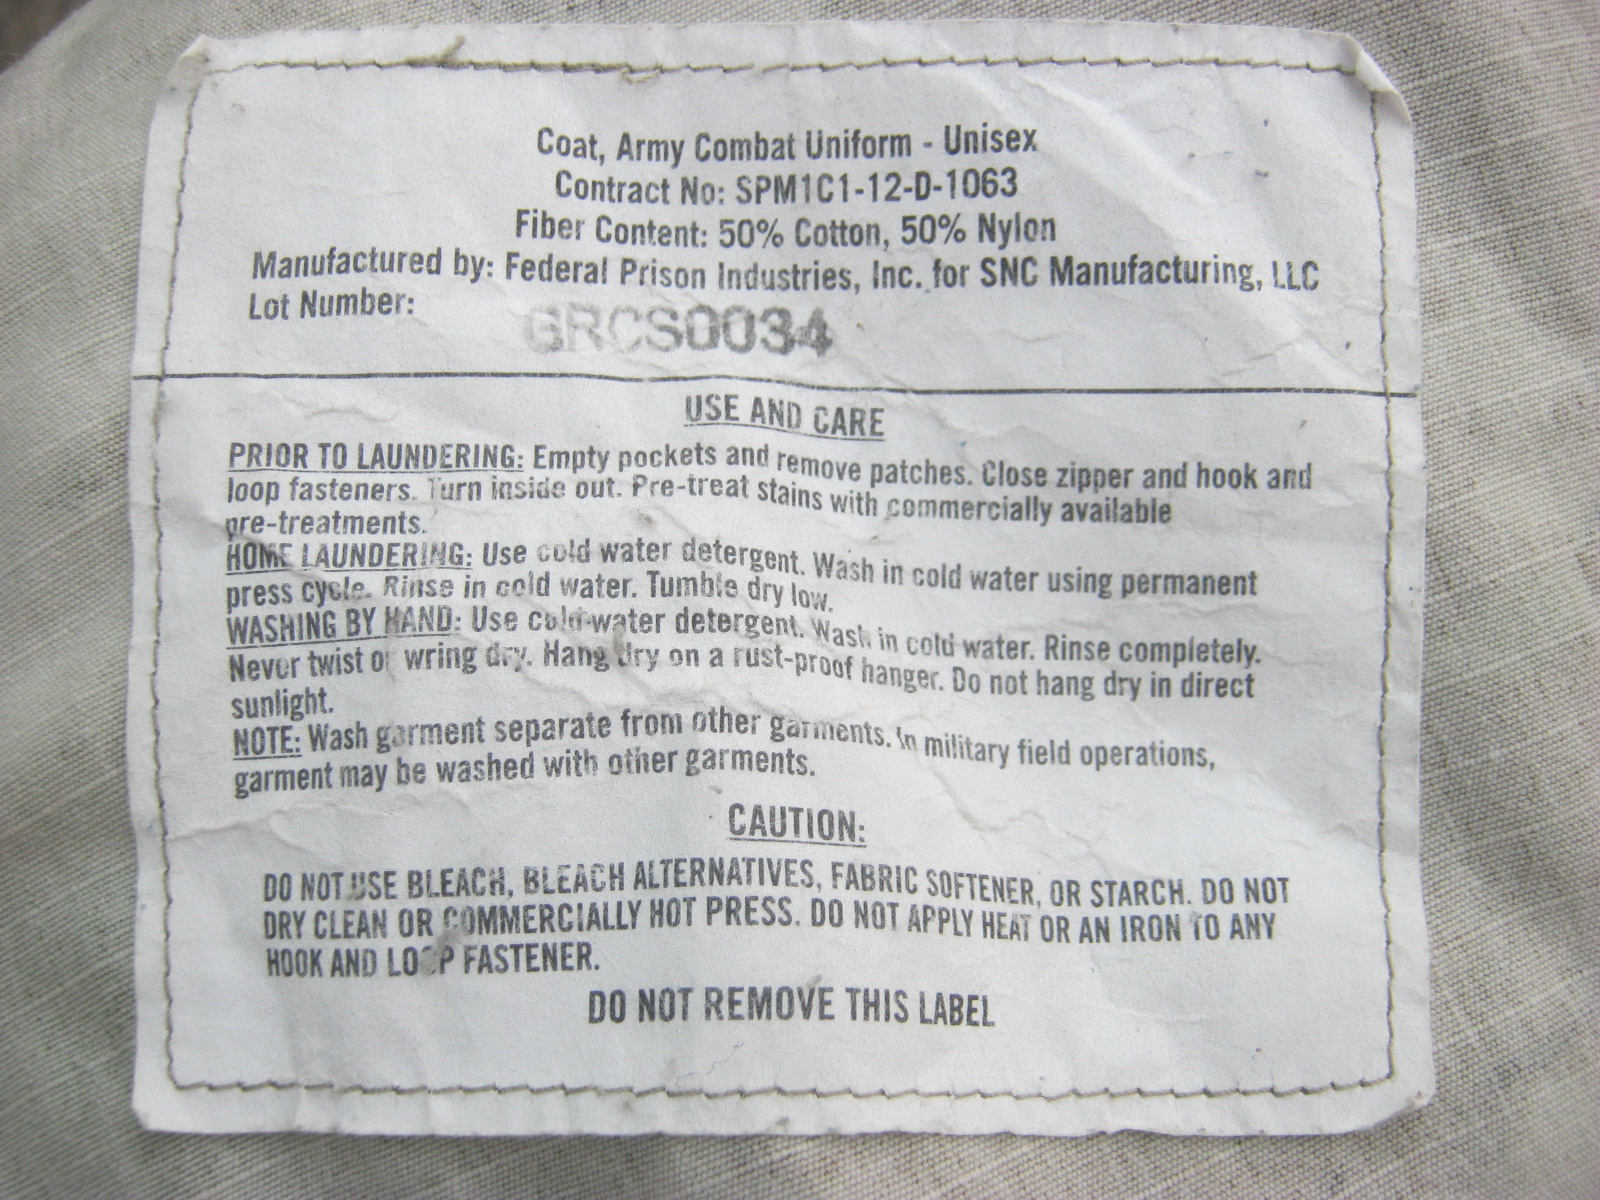 Coat, Army Combat Uniform - Unisex
Contract No: SPM1C1-12-D-1063
Fiber Content: 50% Cotton, 50% Nylon
Manufactured by: Federal Prison Industries, Inc. for SNC Manufacturing, LLC
Lot Number: GRCS0034
USE AND CARE
PRIOR TO LAUNDERING: Empty pockets and remove patches. Close zipper and hook and
loop fasteners. Turn inside out. Pre-treat stains with commercially available
pre-treatments.
HOME LAUNDERING: Use cold water detergent. Wash in cold water using permanent
press cycle. Rinse in cold water. Tumble dry low.
WASHING BY HAND: Use cold-water detergent. Wash in cold water. Rinse completely.
Never twist or wring dry. Hang dry on a rust-proof hanger. Do not hang dry in direct
sunlight.
NOTE: Wash garment separate from other garments. In military field operations,
garment may be washed with other garments.
CAUTION:
DO NOT USE BLEACH, BLEACH ALTERNATIVES, FABRIC SOFTENER, OR STARCH. DO NOT
DRY CLEAN OR COMMERCIALLY HOT PRESS. DO NOT APPLY HEAT OR AN IRON TO ANY
HOOK AND LOOP FASTENER.
DO NOT REMOVE THIS LABEL